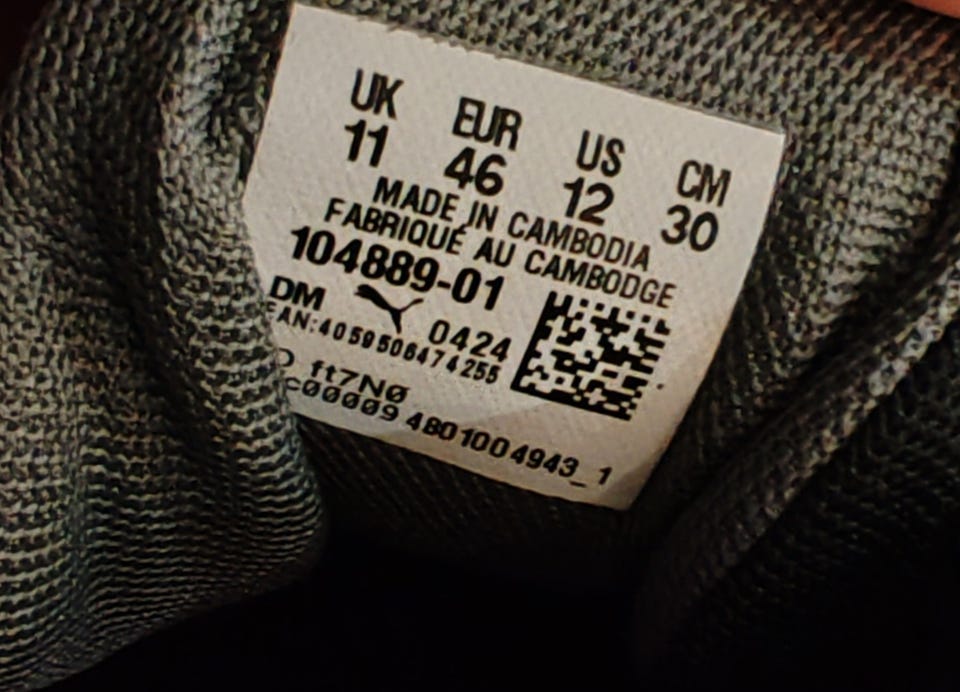 UK EUR US CM
11 46 12 30
MADE IN CAMBODIA
FABRIQUÉ AU CAMBODGE
104889-01
DM 0424
EAN:4059506474255
ft7N0
c00009 4801004943_1